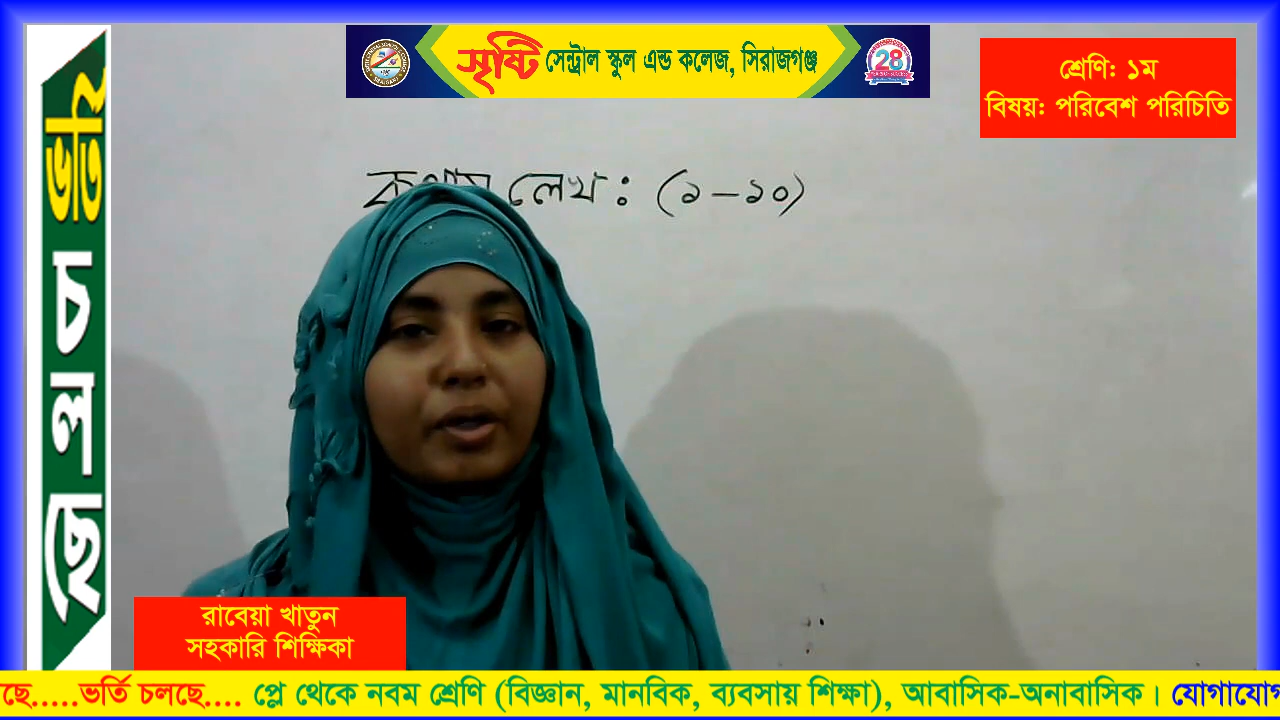 সৃষ্টি সেন্ট্রাল স্কুল এন্ড কলেজ, সিরাজগঞ্জ
28
শ্রেণি: ১ম
বিষয়: পরিবেশ পরিচিতি
ভর্তি চলছে
লেখ : (১-১০)
রাবেয়া খাতুন
সহকারি শিক্ষিকা
ছে.....ভর্তি চলছে.... প্লে থেকে নবম শ্রেণি (বিজ্ঞান, মানবিক, ব্যবসায় শিক্ষা), আবাসিক-অনাবাসিক। যোগাযোগ